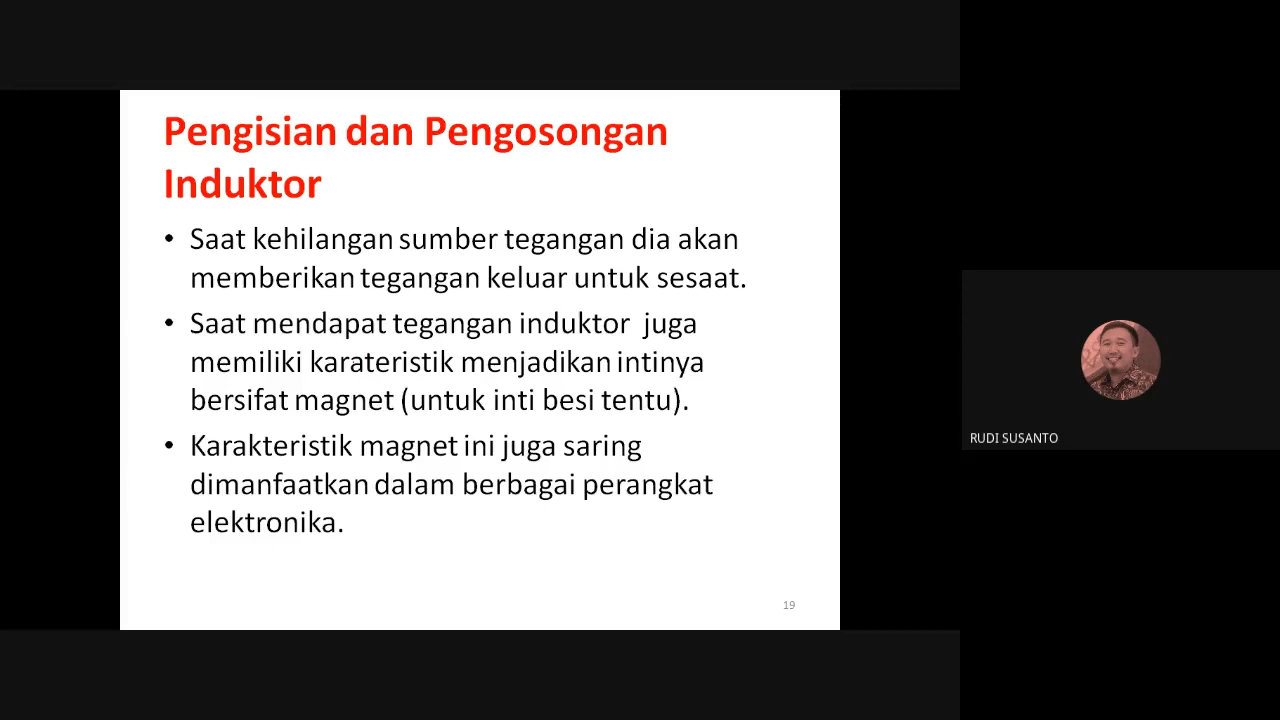 Pengisian dan Pengosongan
Induktor
• Saat kehilangan sumber tegangan dia akan
memberikan tegangan keluar untuk sesaat.
• Saat mendapat tegangan induktor juga
memiliki karateristik menjadikan intinya
bersifat magnet (untuk inti besi tentu).
• Karakteristik magnet ini juga saring
dimanfaatkan dalam berbagai perangkat
elektronika.
19
RUDI SUSANTO